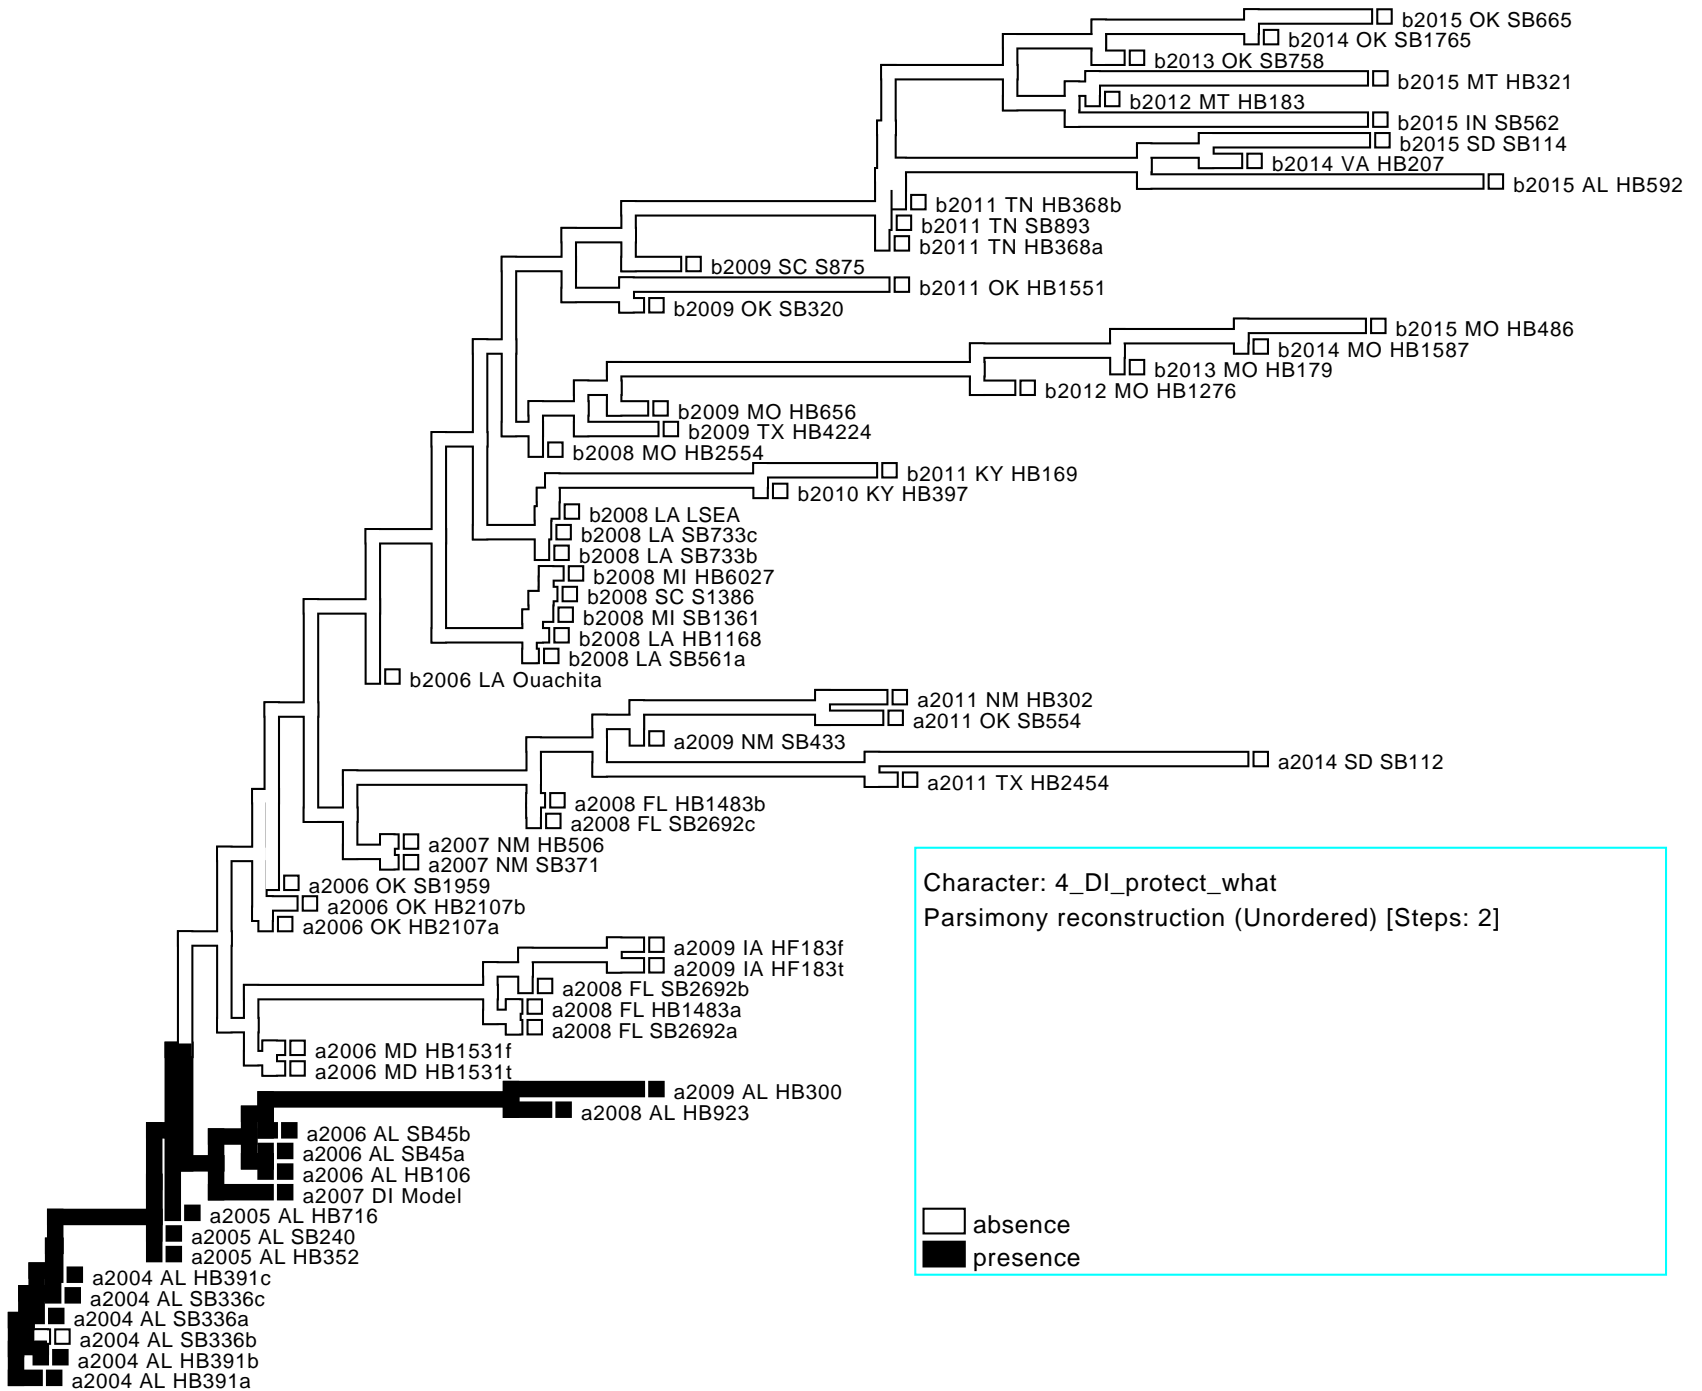 b2015 OK SB665
b2014 OK SB1765
b2013 OK SB758
b2015 MT HB321
b2012 MT HB183
b2015 IN SB562
b2015 SD SB114
b2014 VA HB207
b2015 AL HB592
b2011 TN HB368b
b2011 TN SB893
b2011 TN HB368a
b2009 SC S875
b2011 OK HB1551
b2009 OK SB320
b2015 MO HB486
b2014 MO HB1587
b2013 MO HB179
b2012 MO HB1276
b2009 MO HB656
b2009 TX HB4224
b2008 MO HB2554
b2011 KY HB169
b2010 KY HB397
b2008 LA LSEA
b2008 LA SB733c
b2008 LA SB733b
b2008 MI HB6027
b2008 SC S1386
b2008 MI SB1361
b2008 LA HB1168
b2008 LA SB561a
b2006 LA Ouachita
a2011 NM HB302
a2011 OK SB554
a2009 NM SB433
a2014 SD SB112
a2011 TX HB2454
a2008 FL HB1483b
a2008 FL SB2692c
a2007 NM HB506
a2007 NM SB371
a2006 OK SB1959
a2006 OK HB2107b
a2006 OK HB2107a
a2009 IA HF183f
a2009 IA HF183t
a2008 FL SB2692b
a2008 FL HB1483a
a2008 FL SB2692a
a2006 MD HB1531f
a2006 MD HB1531t
a2009 AL HB300
a2008 AL HB923
a2006 AL SB45b
a2006 AL SB45a
a2006 AL HB106
a2007 DI Model
a2005 AL HB716
a2005 AL SB240
a2005 AL HB352
a2004 AL HB391c
a2004 AL SB336c
a2004 AL SB336a
a2004 AL SB336b
a2004 AL HB391b
a2004 AL HB391a
Character: 4_DI_protect_what
Parsimony reconstruction (Unordered) [Steps: 2]
absence
presence